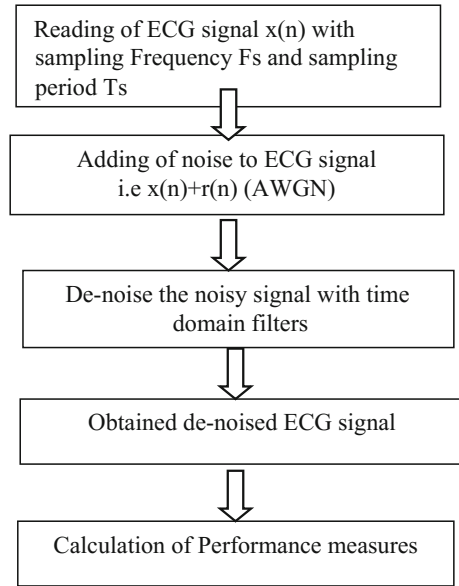 Reading of ECG signal x(n) with
sampling Frequency Fs and sampling
period Ts
Adding of noise to ECG signal
i.e x(n)+r(n) (AWGN)
De-noise the noisy signal with time
domain filters
Obtained de-noised ECG signal
Calculation of Performance measures